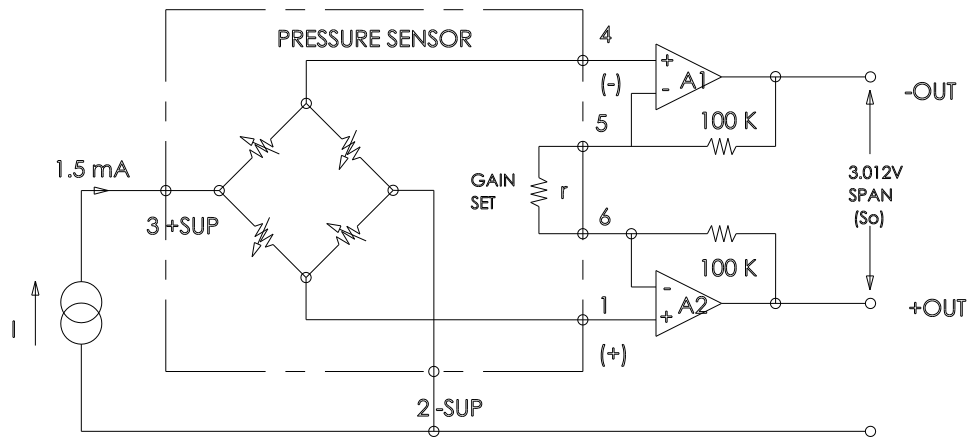 PRESSURE SENSOR
4
+
A1
-
(-)
-OUT
5
100 K
1.5 mA
GAIN
SET
r
3.012V
SPAN
(So)
3 +SUP
6
100 K
-
A2
+
1
+OUT
I
(+)
2 -SUP